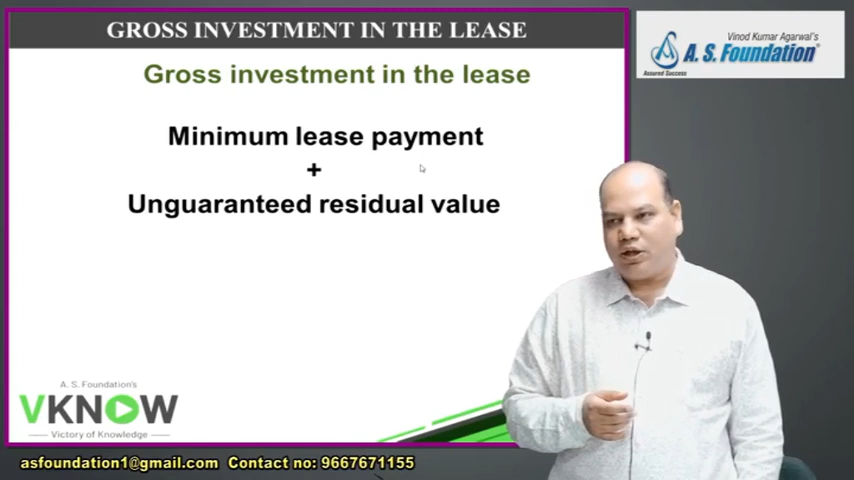 GROSS INVESTMENT IN THE LEASE
Vinod Kumar Agarwal's
A. S. Foundation®
Assured Success
Gross investment in the lease
Minimum lease payment
+
Unguaranteed residual value
A. S. Foundation's
VKNOW
Victory of Knowledge
asfoundation1@gmail.com Contact no: 9667671155